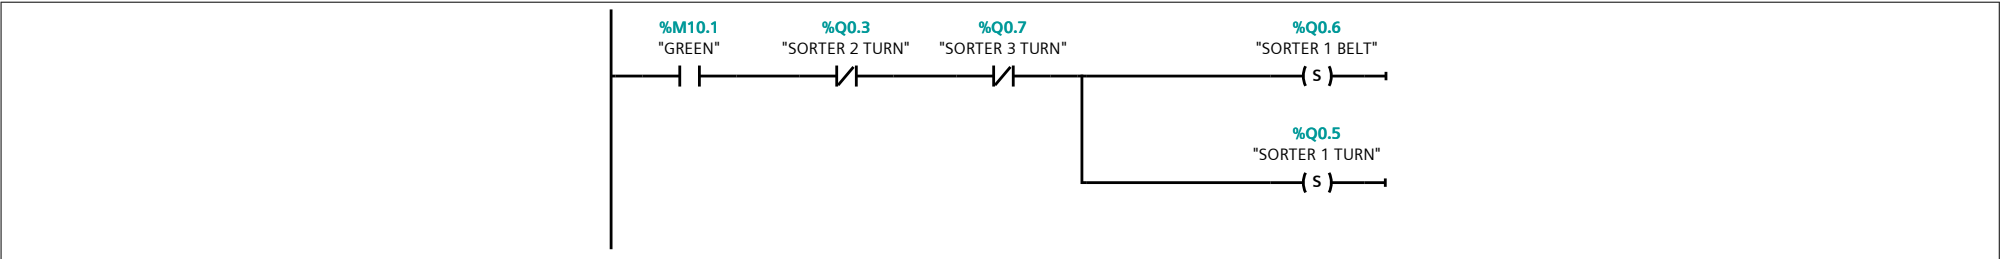 %M10.1 %Q0.3 %Q0.7 %Q0.6
"GREEN" "SORTER 2 TURN" "SORTER 3 TURN" "SORTER 1 BELT"
S
%Q0.5
"SORTER 1 TURN"
S